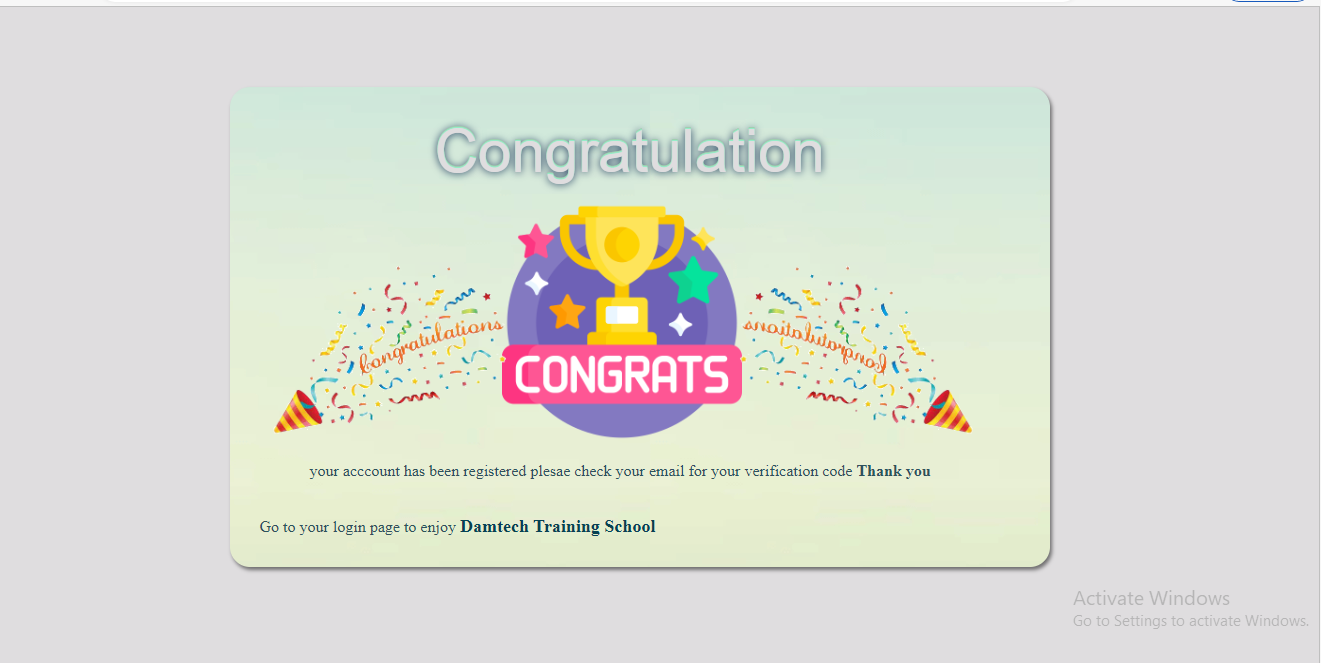 Congratulation
congratulations
congratulations
CONGRATS
your acccount has been registered plesae check your email for your verification code Thank you
Go to your login page to enjoy Damtech Training School
Activate Windows
Go to Settings to activate Windows.